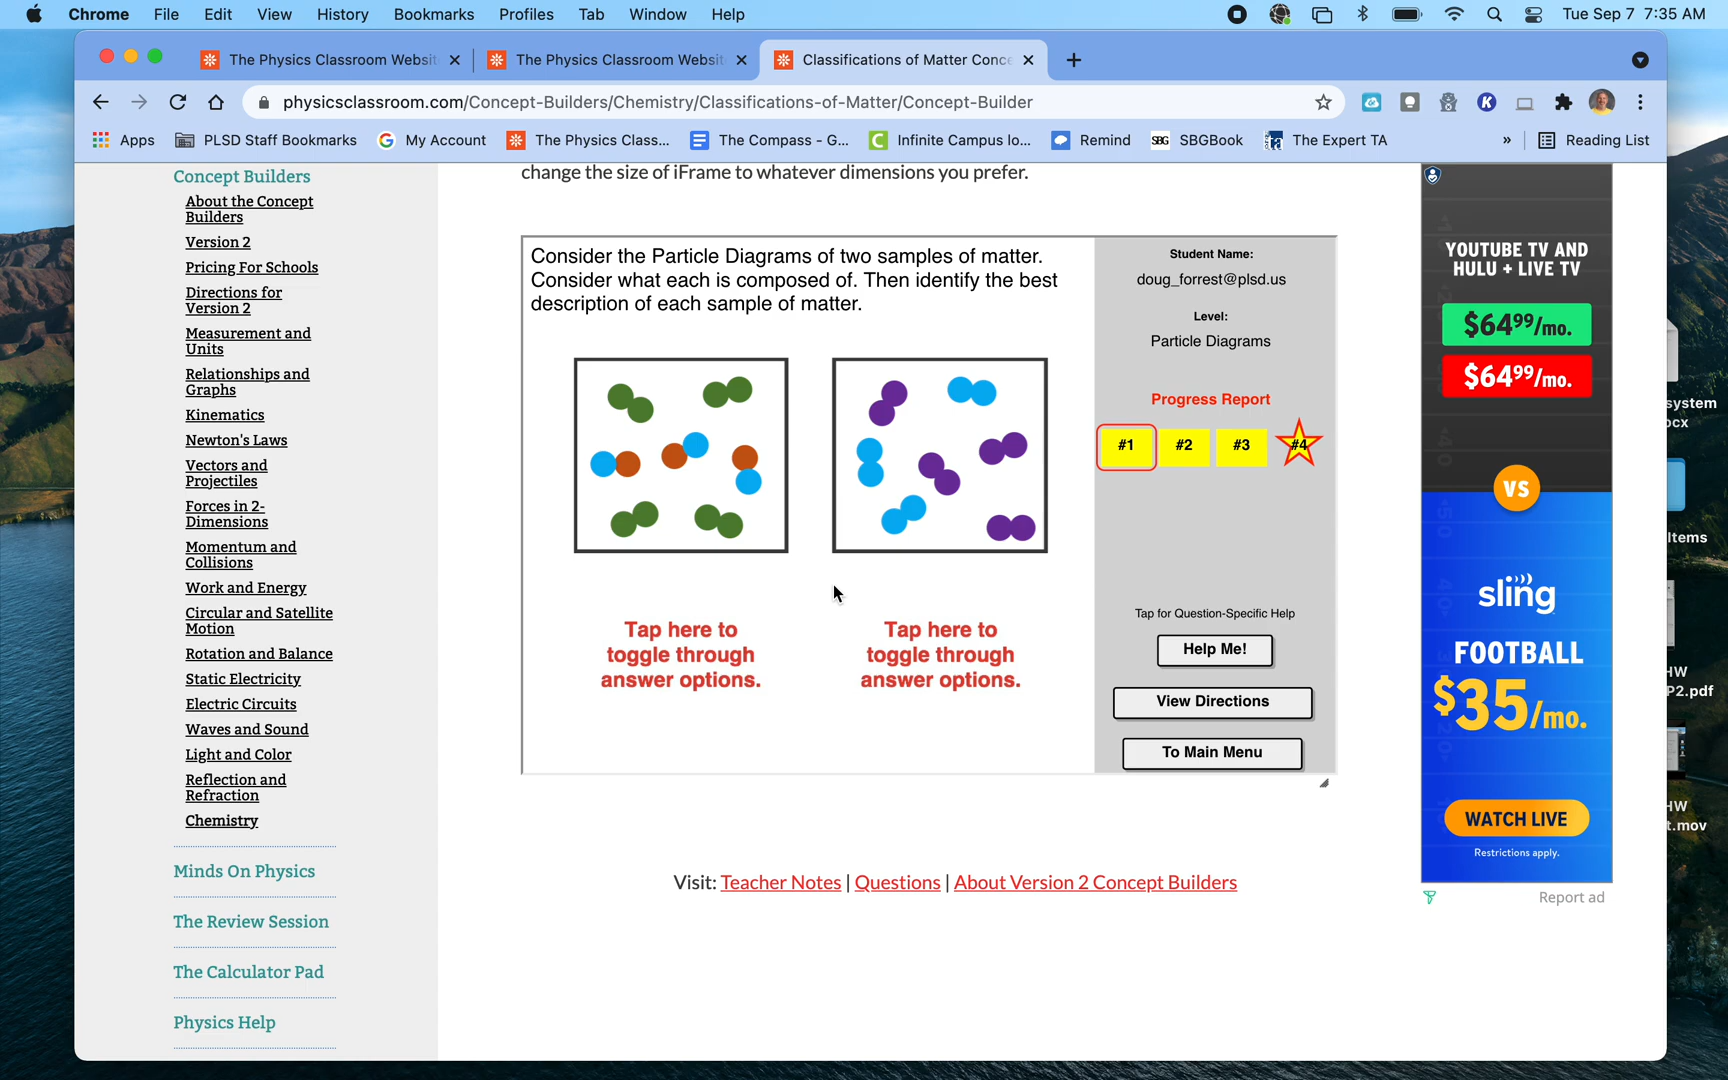 Chrome File Edit View History Bookmarks Profiles Tab Window Help Tue Sep 7 7:35 AM
The Physics Classroom Websit The Physics Classroom Websit Classifications of Matter Conce
physicsclassroom.com/Concept-Builders/Chemistry/Classifications-of-Matter/Concept-Builder
Apps PLSD Staff Bookmarks My Account The Physics Class... The Compass - G... Infinite Campus lo... Remind SBG SBGBook The Expert TA » Reading List
Concept Builders
About the Concept
Builders
Version 2
Pricing For Schools
Directions for
Version 2
Measurement and
Units
Relationships and
Graphs
Kinematics
Newton's Laws
Vectors and
Projectiles
Forces in 2-
Dimensions
Momentum and
Collisions
Work and Energy
Circular and Satellite
Motion
Rotation and Balance
Static Electricity
Electric Circuits
Waves and Sound
Light and Color
Reflection and
Refraction
Chemistry
Minds On Physics
The Review Session
The Calculator Pad
Physics Help
change the size of iFrame to whatever dimensions you prefer.
Consider the Particle Diagrams of two samples of matter.
Consider what each is composed of. Then identify the best
description of each sample of matter.
Tap here to
toggle through
answer options.
Tap here to
toggle through
answer options.
Student Name:
doug_forrest@plsd.us
Level:
Particle Diagrams
Progress Report
#1 #2 #3 #4
Tap for Question-Specific Help
Help Me!
View Directions
To Main Menu
Visit: Teacher Notes | Questions | About Version 2 Concept Builders
YOUTUBE TV AND
HULU + LIVE TV
$64⁹⁹/mo.
$64⁹⁹/mo.
VS
sling
FOOTBALL
$35/mo.
WATCH LIVE
Restrictions apply.
Report ad
system
ocx
Items
HW
P2.pdf
HW
t.mov